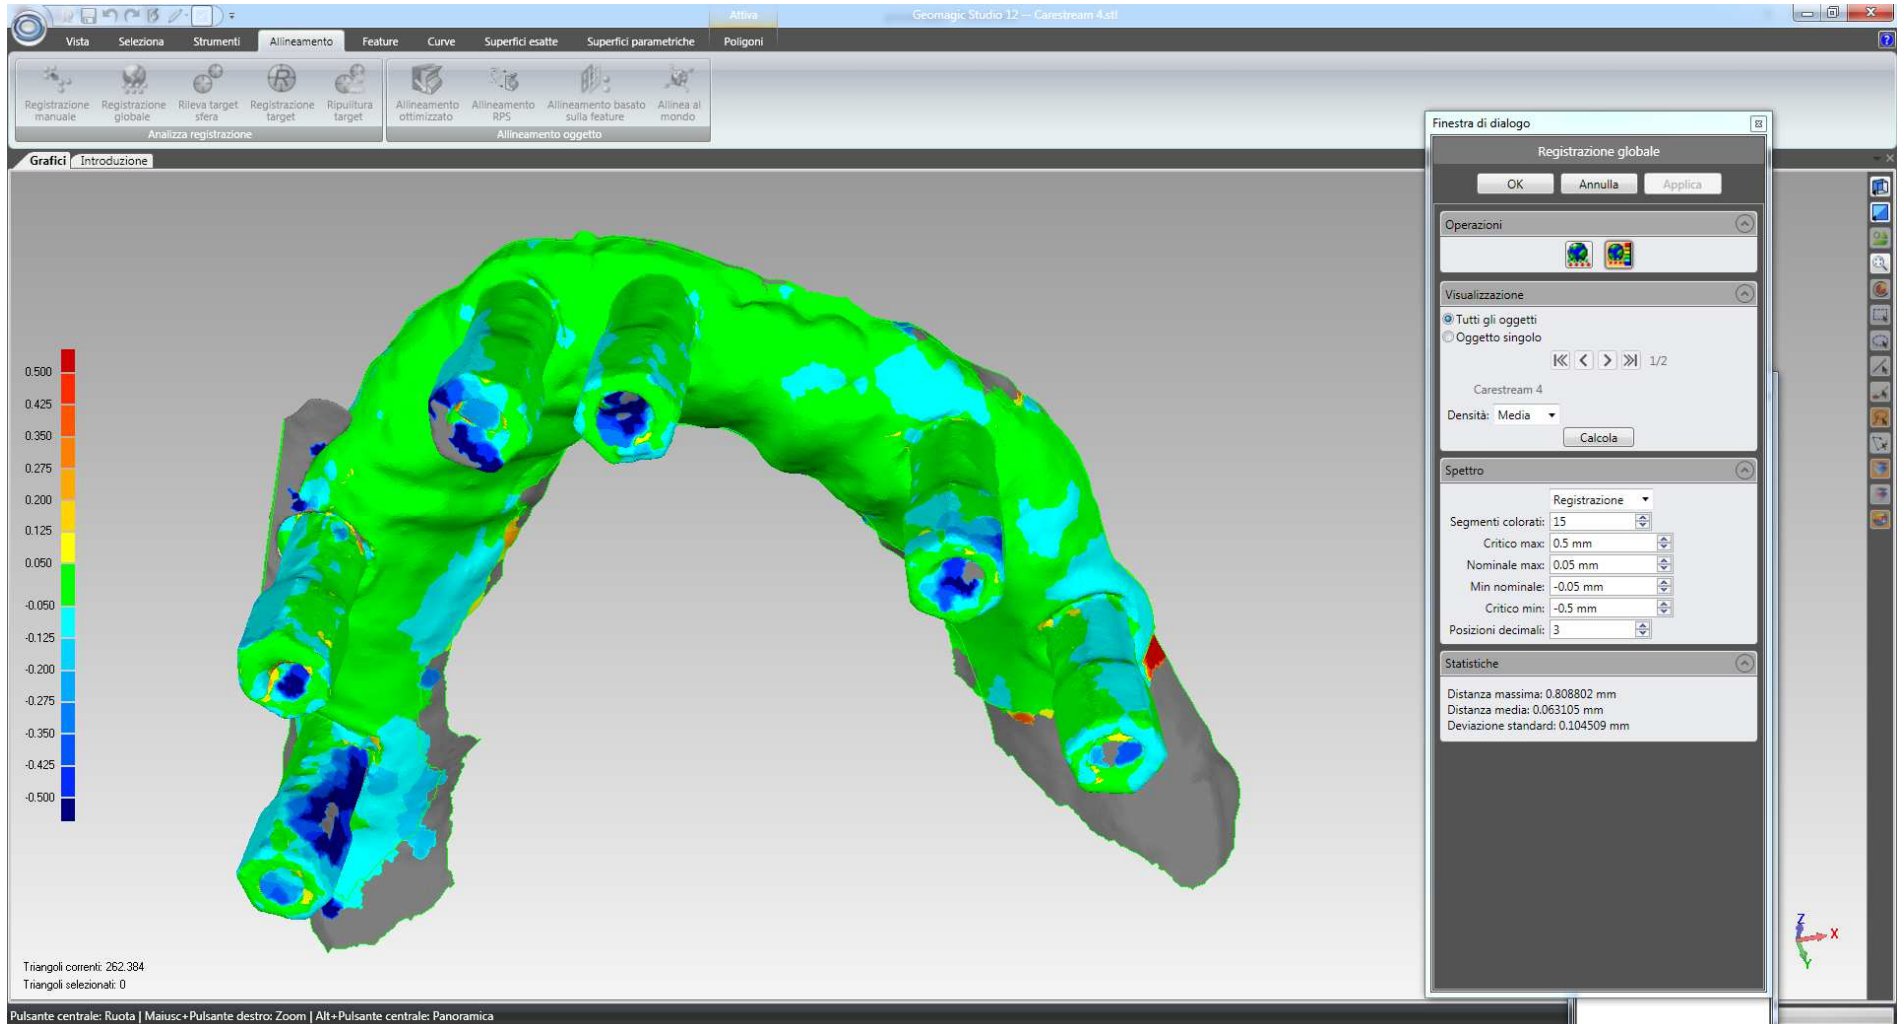 Attiva
Geomagic Studio 12 -- Carestream 4.stl
Vista Seleziona Strumenti Allineamento Feature Curve Superfici esatte Superfici parametriche Poligoni
Registrazione manuale
Registrazione globale
Rileva target sfera
Registrazione target
Ripulitura target
Analizza registrazione
Allineamento ottimizzato
Allineamento RPS
Allineamento basato sulla feature
Allinea al mondo
Allineamento oggetto
Grafici Introduzione
0.500
0.425
0.350
0.275
0.200
0.125
0.050
-0.050
-0.125
-0.200
-0.275
-0.350
-0.425
-0.500
Triangoli correnti: 262.384
Triangoli selezionati: 0
Z
X
Y
Finestra di dialogo
Registrazione globale
OK Annulla Applica
Operazioni
Visualizzazione
Tutti gli oggetti
Oggetto singolo
1/2
Carestream 4
Densità: Media
Calcola
Spettro
Registrazione
Segmenti colorati: 15
Critico max: 0.5 mm
Nominale max: 0.05 mm
Min nominale: -0.05 mm
Critico min: -0.5 mm
Posizioni decimali: 3
Statistiche
Distanza massima: 0.808802 mm
Distanza media: 0.063105 mm
Deviazione standard: 0.104509 mm
Pulsante centrale: Ruota | Maiusc+Pulsante destro: Zoom | Alt+Pulsante centrale: Panoramica